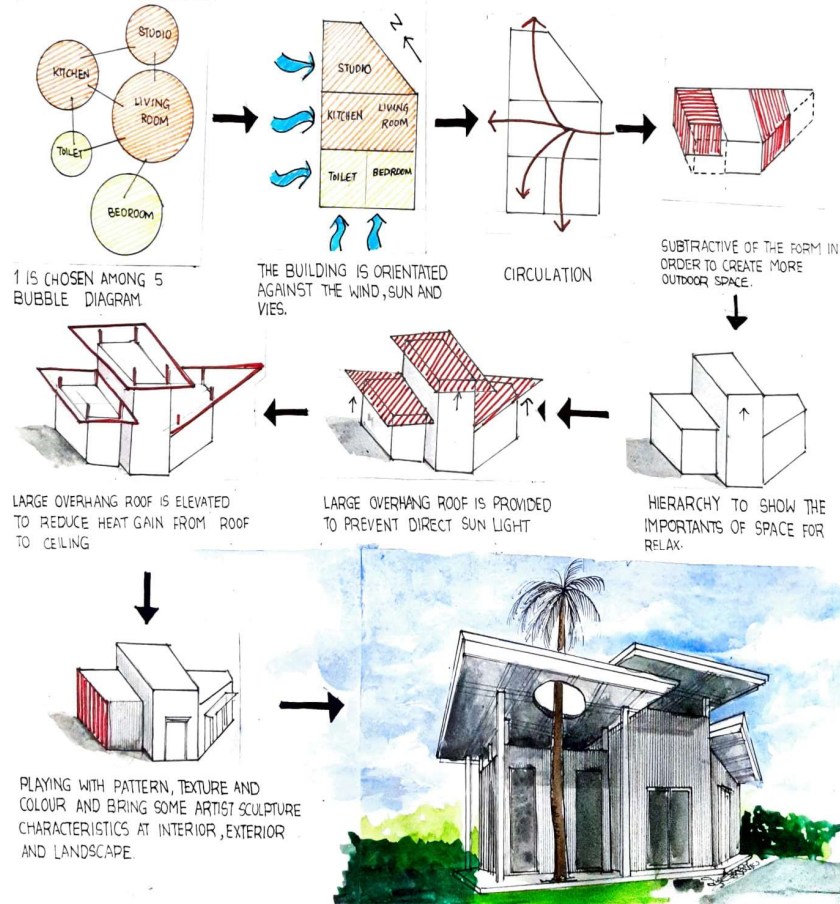 STUDIO
KITCHEN
LIVING
ROOM
TOILET
BEDROOM
1 IS CHOSEN AMONG 5
BUBBLE DIAGRAM
N
STUDIO
KITCHEN LIVING
ROOM
TOILET BEDROOM
THE BUILDING IS ORIENTATED
AGAINST THE WIND, SUN AND
VIES.
CIRCULATION
SUBTRACTIVE OF THE FORM IN
ORDER TO CREATE MORE
OUTDOOR SPACE.
HIERARCHY TO SHOW THE
IMPORTANTS OF SPACE FOR
RELAX.
LARGE OVERHANG ROOF IS PROVIDED
TO PREVENT DIRECT SUN LIGHT
LARGE OVERHANG ROOF IS ELEVATED
TO REDUCE HEAT GAIN FROM ROOF
TO CEILING
PLAYING WITH PATTERN, TEXTURE AND
COLOUR AND BRING SOME ARTIST SCULPTURE
CHARACTERISTICS AT INTERIOR, EXTERIOR
AND LANDSCAPE.